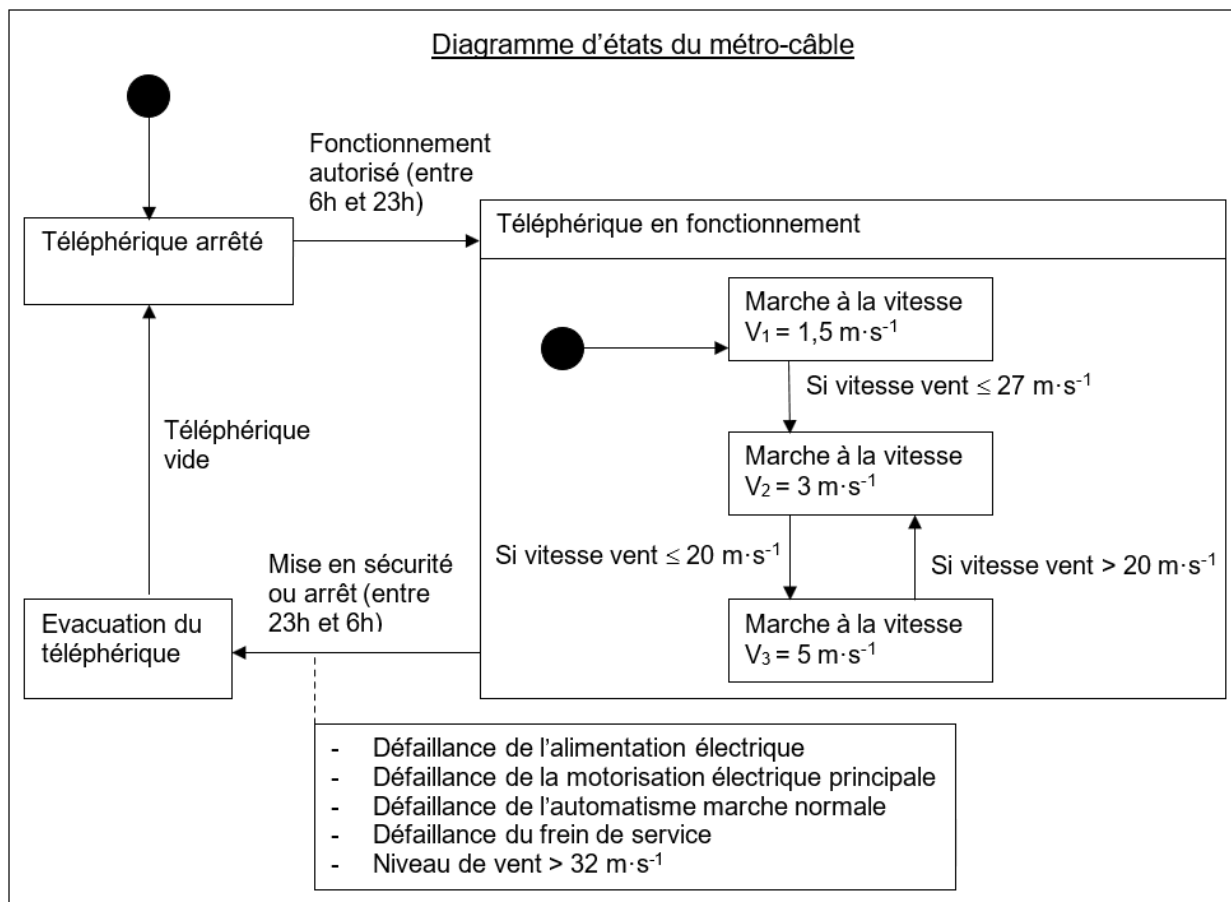 Diagramme d'états du métro-câble
Fonctionnement
autorisé (entre
6h et 23h)
Téléphérique arrêté
Téléphérique en fonctionnement
Marche à la vitesse
V₁ = 1,5 m·s⁻¹
Si vitesse vent ≤ 27 m·s⁻¹
Marche à la vitesse
V₂ = 3 m·s⁻¹
Si vitesse vent ≤ 20 m·s⁻¹
Si vitesse vent > 20 m·s⁻¹
Marche à la vitesse
V₃ = 5 m·s⁻¹
Téléphérique
vide
Mise en sécurité
ou arrêt (entre
23h et 6h)
Evacuation du
téléphérique
- Défaillance de l'alimentation électrique
- Défaillance de la motorisation électrique principale
- Défaillance de l'automatisme marche normale
- Défaillance du frein de service
- Niveau de vent > 32 m·s⁻¹